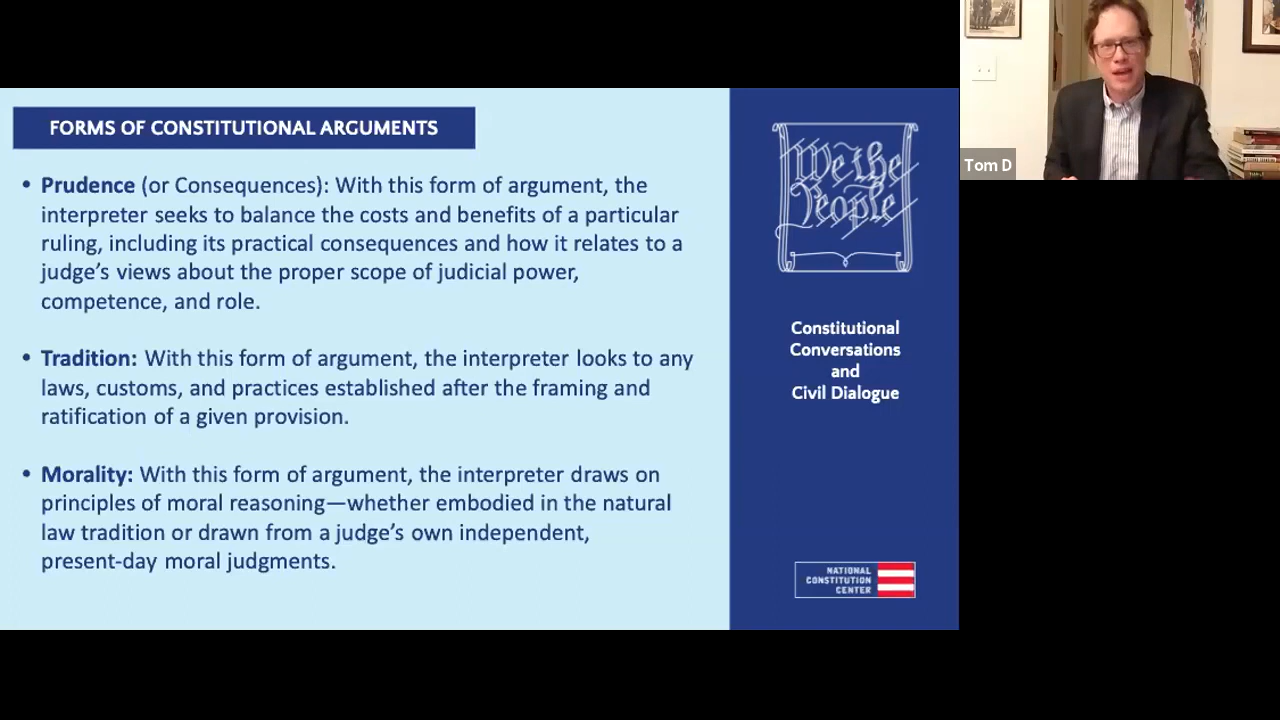 FORMS OF CONSTITUTIONAL ARGUMENTS
• Prudence (or Consequences): With this form of argument, the
interpreter seeks to balance the costs and benefits of a particular
ruling, including its practical consequences and how it relates to a
judge’s views about the proper scope of judicial power,
competence, and role.
• Tradition: With this form of argument, the interpreter looks to any
laws, customs, and practices established after the framing and
ratification of a given provision.
• Morality: With this form of argument, the interpreter draws on
principles of moral reasoning—whether embodied in the natural
law tradition or drawn from a judge’s own independent,
present-day moral judgments.
We the
People
Constitutional
Conversations
and
Civil Dialogue
NATIONAL
CONSTITUTION
CENTER
Tom D